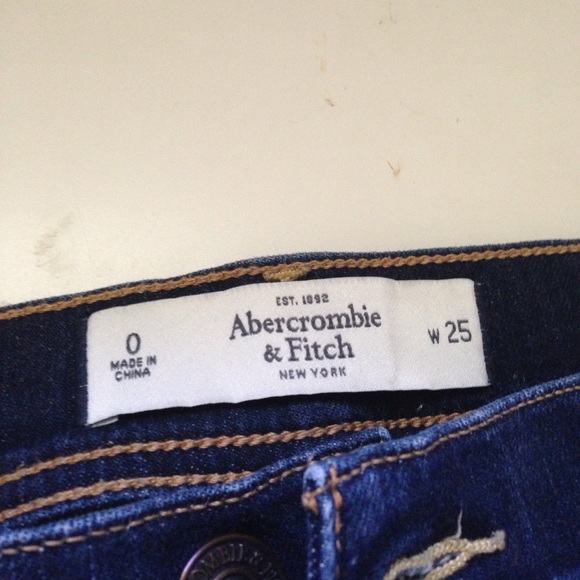 0
MADE IN
CHINA
EST. 1892
Abercrombie
& Fitch
NEW YORK
W 25